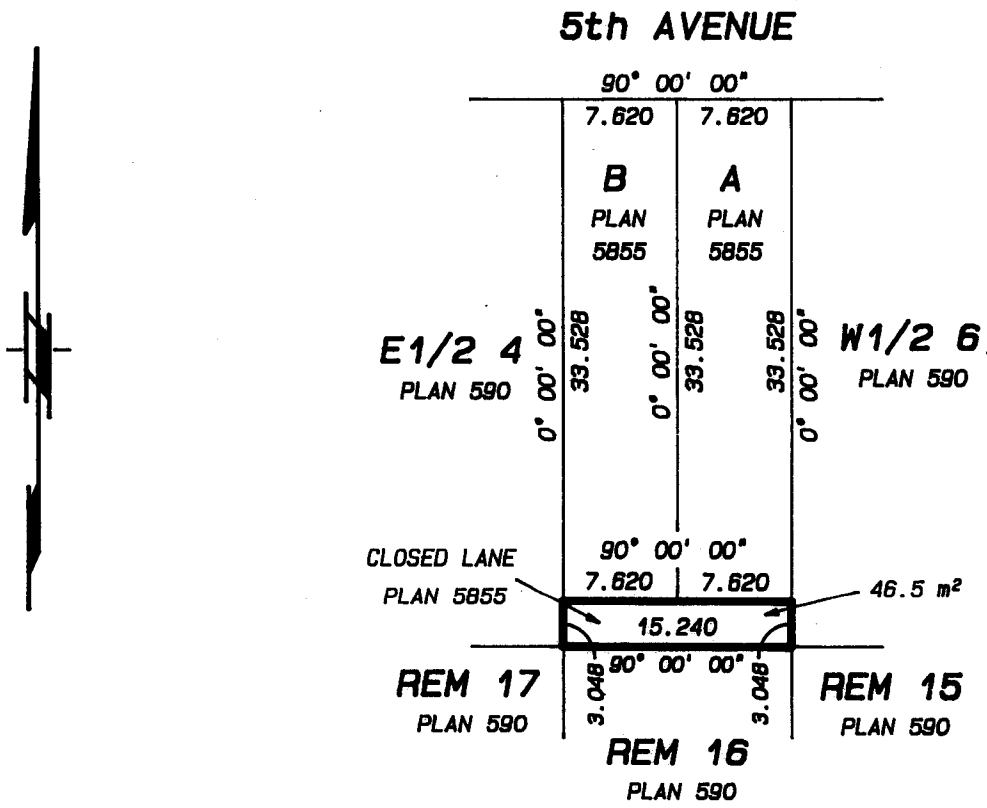 5th AVENUE
90° 00' 00"
7.620 7.620
B A
PLAN PLAN
5855 5855
0° 00' 00"
33.528
0° 00' 00"
33.528
33.528
0° 00' 00"
E1/2 4
PLAN 590
W1/2 6
PLAN 590
90° 00' 00"
CLOSED LANE
PLAN 5855
7.620 7.620
46.5 m²
15.240
90° 00' 00"
3.048
3.048
REM 17
PLAN 590
REM 15
PLAN 590
REM 16
PLAN 590